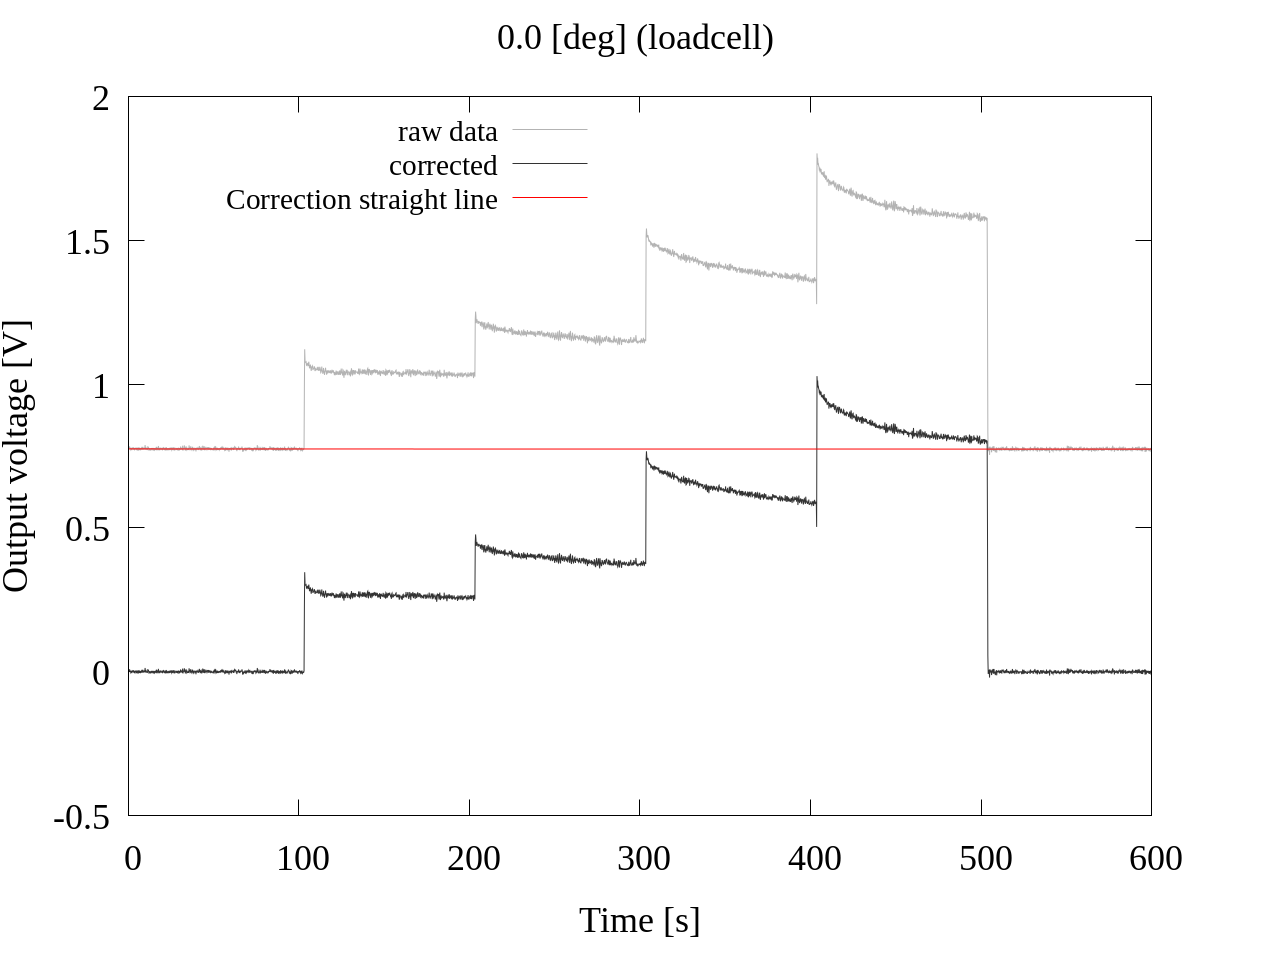 0.0 [deg] (loadcell)
raw data
corrected
Correction straight line
Output voltage [V]
2
1.5
1
0.5
0
-0.5
0 100 200 300 400 500 600
Time [s]